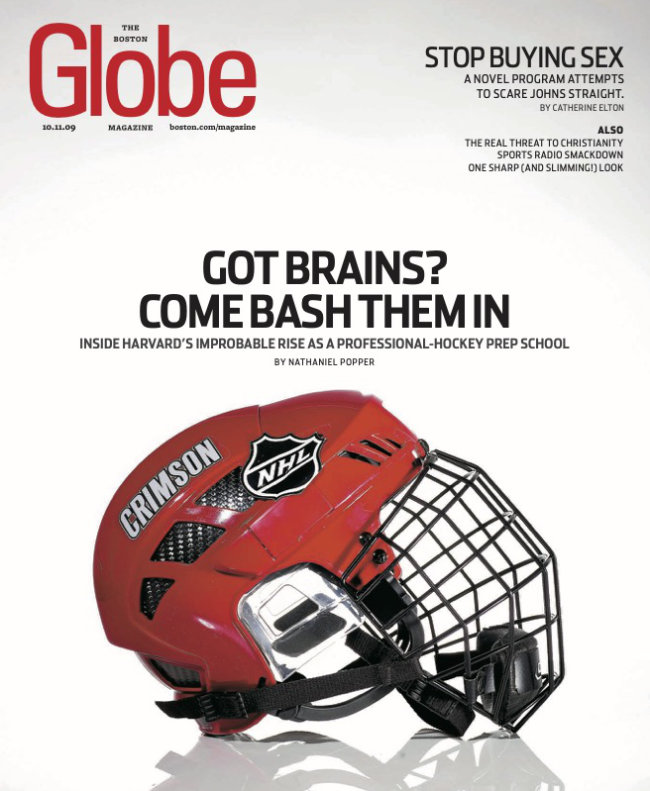 THE
BOSTON
Globe
10.11.09 MAGAZINE boston.com/magazine
STOP BUYING SEX
A NOVEL PROGRAM ATTEMPTS
TO SCARE JOHNS STRAIGHT.
BY CATHERINE ELTON
ALSO
THE REAL THREAT TO CHRISTIANITY
SPORTS RADIO SMACKDOWN
ONE SHARP (AND SLIMMING!) LOOK
GOT BRAINS?
COME BASH THEM IN
INSIDE HARVARD'S IMPROBABLE RISE AS A PROFESSIONAL-HOCKEY PREP SCHOOL
BY NATHANIEL POPPER
CRIMSON
NHL